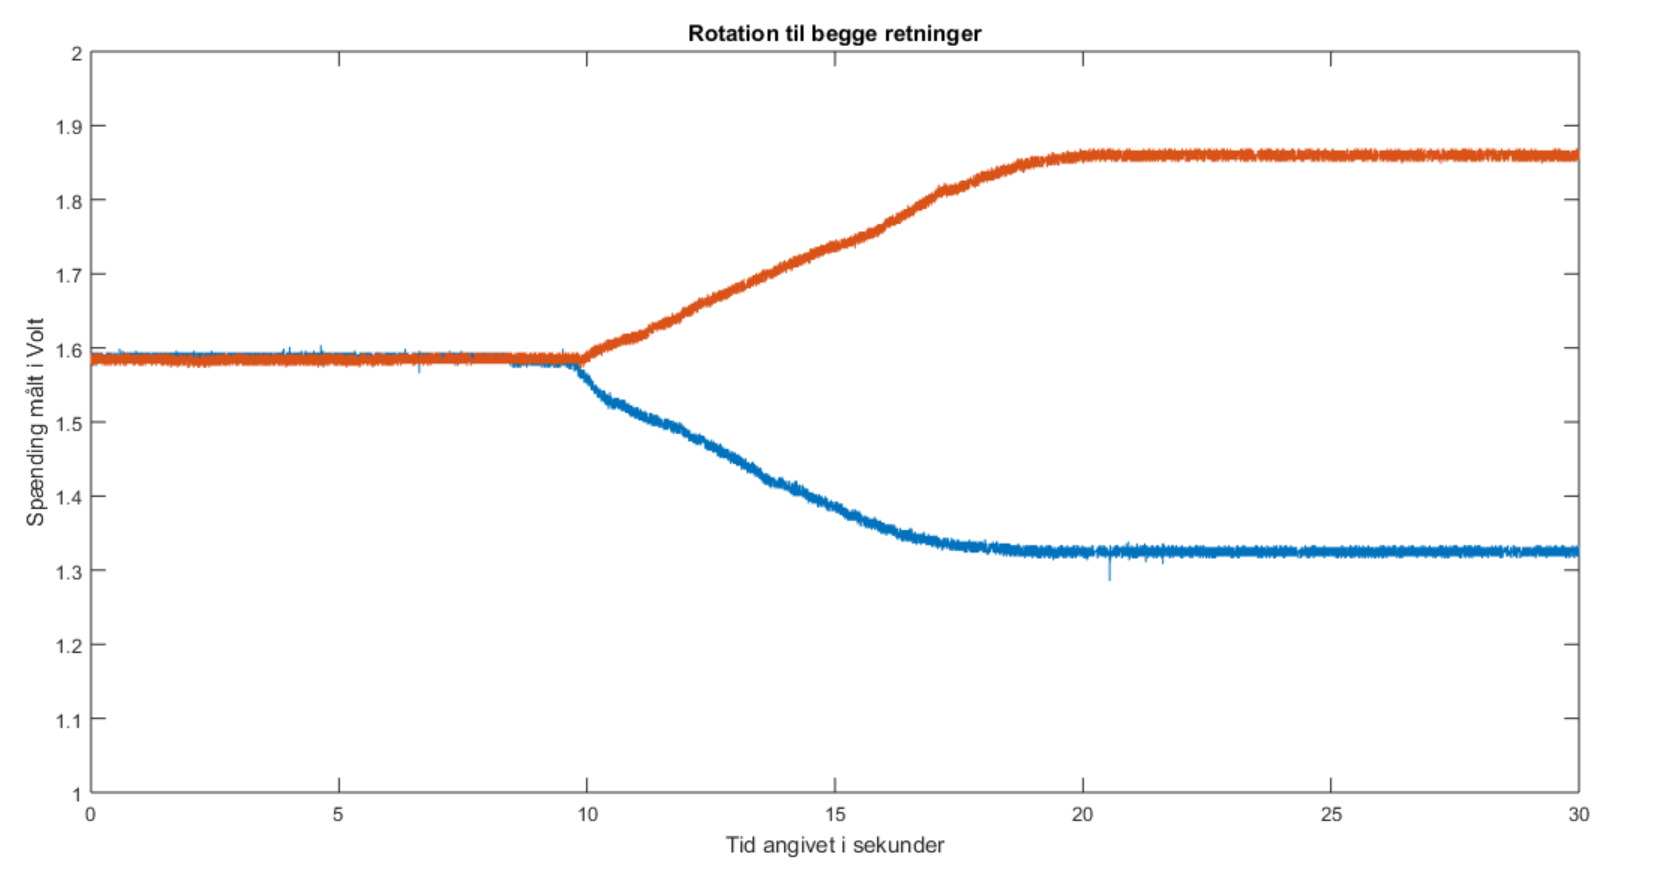 Rotation til begge retninger
2
1.9
1.8
1.7
1.6
1.5
1.4
1.3
1.2
1.1
1
Spænding målt i Volt
0 5 10 15 20 25 30
Tid angivet i sekunder